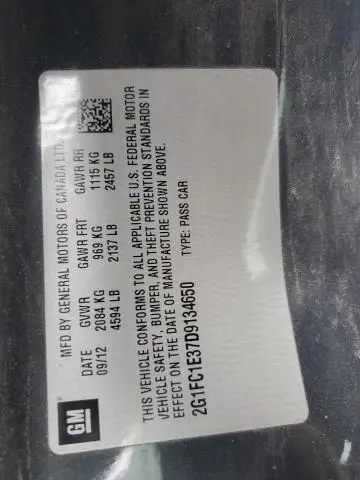 GM
MFD BY GENERAL MOTORS OF CANADA LTD.
DATE GVWR GAWR FRT GAWR RR
09/12 2084 KG 969 KG 1115 KG
4594 LB 2137 LB 2457 LB
THIS VEHICLE CONFORMS TO ALL APPLICABLE U.S. FEDERAL MOTOR
VEHICLE SAFETY, BUMPER, AND THEFT PREVENTION STANDARDS IN
EFFECT ON THE DATE OF MANUFACTURE SHOWN ABOVE.
2G1FC1E37D9134650 TYPE: PASS CAR